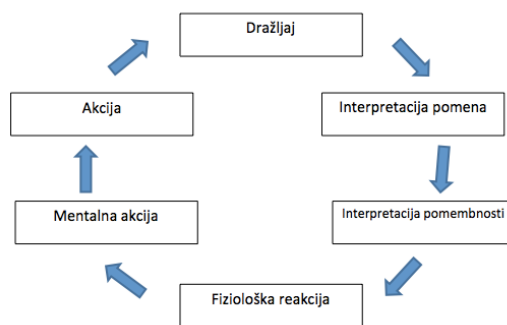 Dražljaj
Interpretacija pomena
Interpretacija pomembnosti
Fiziološka reakcija
Mentalna akcija
Akcija